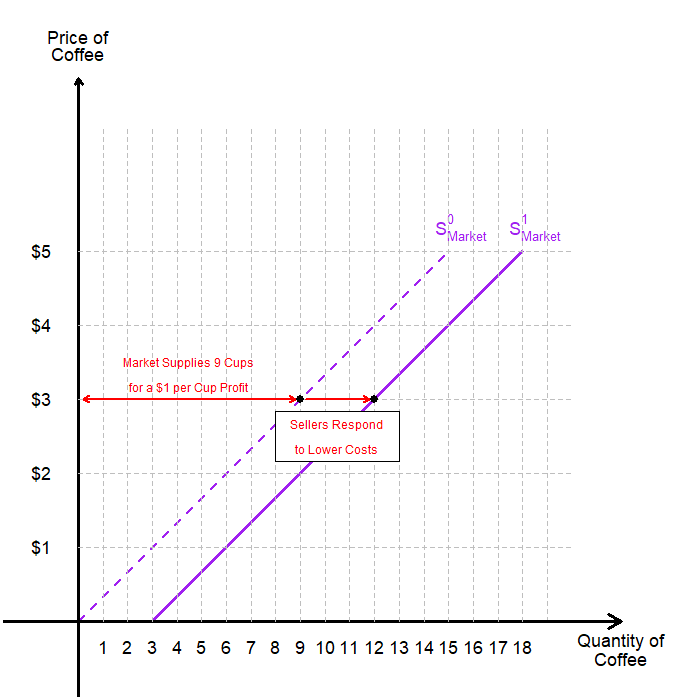 Price of
Coffee
S⁰Market
S¹Market
$5
$4
Market Supplies 9 Cups
for a $1 per Cup Profit
$3
Sellers Respond
to Lower Costs
$2
$1
1 2 3 4 5 6 7 8 9 10 11 12 13 14 15 16 17 18
Quantity of
Coffee